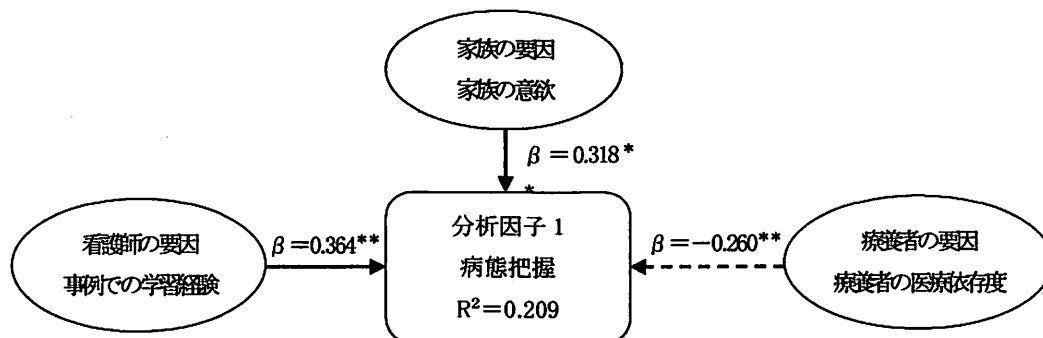 家族の要因
家族の意欲
β＝0.318*
*
看護師の要因
事例での学習経験
β＝0.364**
分析因子1
病態把握
R²＝0.209
β＝−0.260**
療養者の要因
療養者の医療依存度